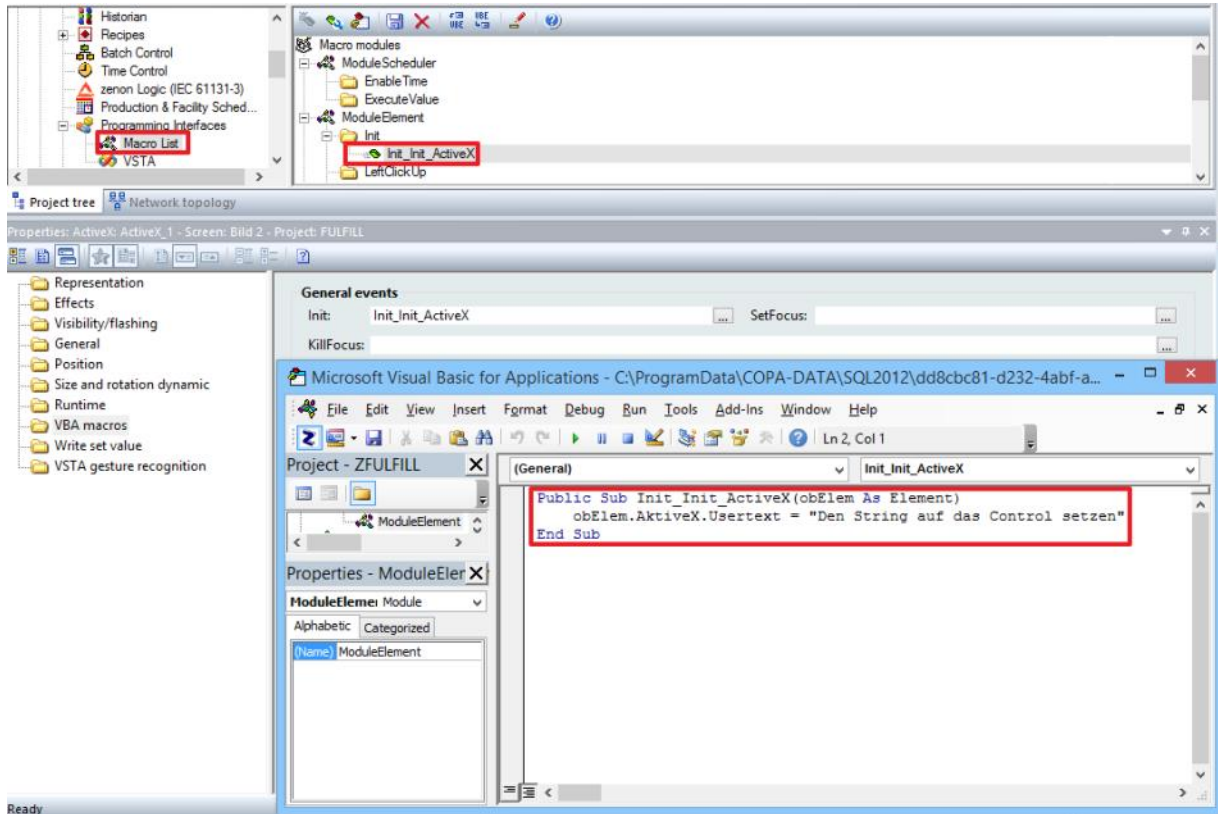 Historian
Recipes
Batch Control
Time Control
zenon Logic (IEC 61131-3)
Production & Facility Sched...
Programming Interfaces
Macro List
VSTA
Macro modules
ModuleScheduler
EnableTime
ExecuteValue
ModuleElement
Init
Init_Init_ActiveX
LeftClickUp
Project tree Network topology
Properties: ActiveX: ActiveX_1 - Screen: Bild 2 - Project: FULFILL
Representation
Effects
Visibility/flashing
General
Position
Size and rotation dynamic
Runtime
VBA macros
Write set value
VSTA gesture recognition
General events
Init: Init_Init_ActiveX ... SetFocus: ...
KillFocus: ...
Microsoft Visual Basic for Applications - C:\ProgramData\COPA-DATA\SQL2012\dd8cbc81-d232-4abf-a...
File Edit View Insert Format Debug Run Tools Add-Ins Window Help
Ln 2, Col 1
Project - ZFULFILL
ModuleElement
Properties - ModuleEler
ModuleElemei Module
Alphabetic Categorized
(Name) ModuleElement
(General) Init_Init_ActiveX
Public Sub Init_Init_ActiveX(obElem As Element)
obElem.AktiveX.Usertext = "Den String auf das Control setzen"
End Sub
Ready